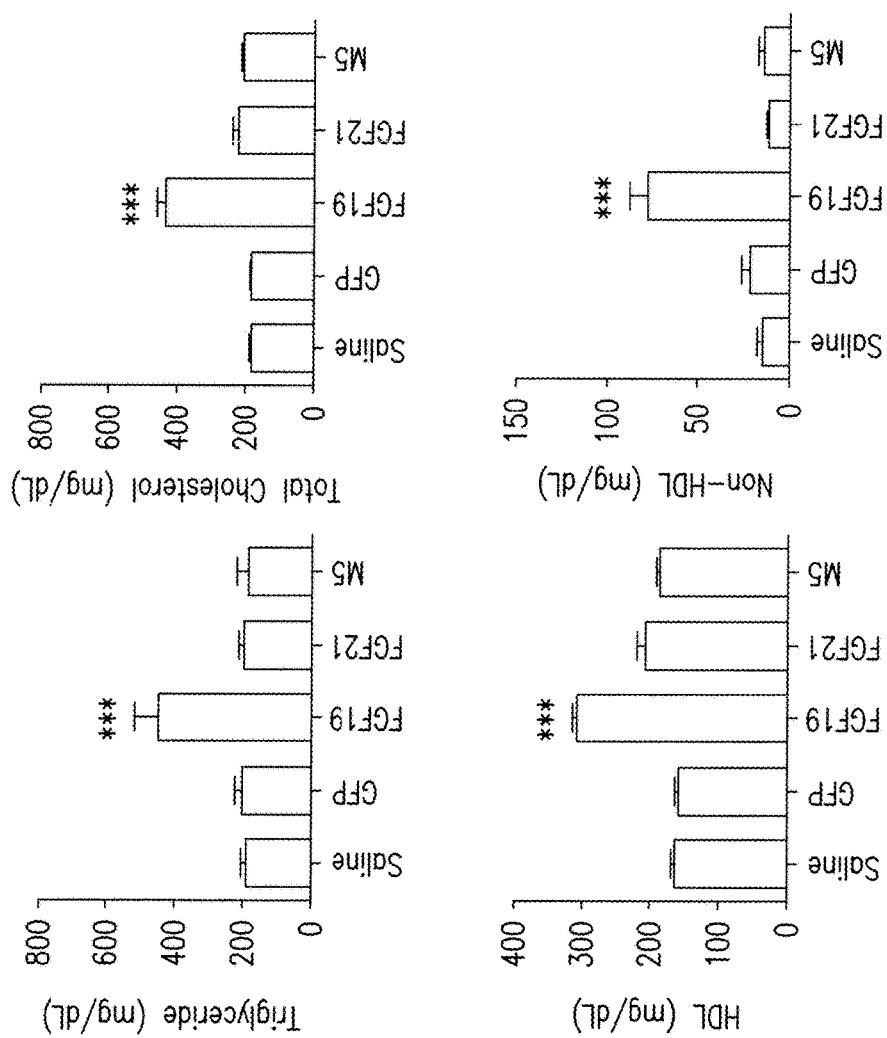 Triglyceride (mg/dL)
800
600
400
200
0
***
Saline
GFP
FGF19
FGF21
M5
Total Cholesterol (mg/dL)
800
600
400
200
0
***
Saline
GFP
FGF19
FGF21
M5
HDL (mg/dL)
400
300
200
100
0
***
Saline
GFP
FGF19
FGF21
M5
Non-HDL (mg/dL)
150
100
50
0
***
Saline
GFP
FGF19
FGF21
M5